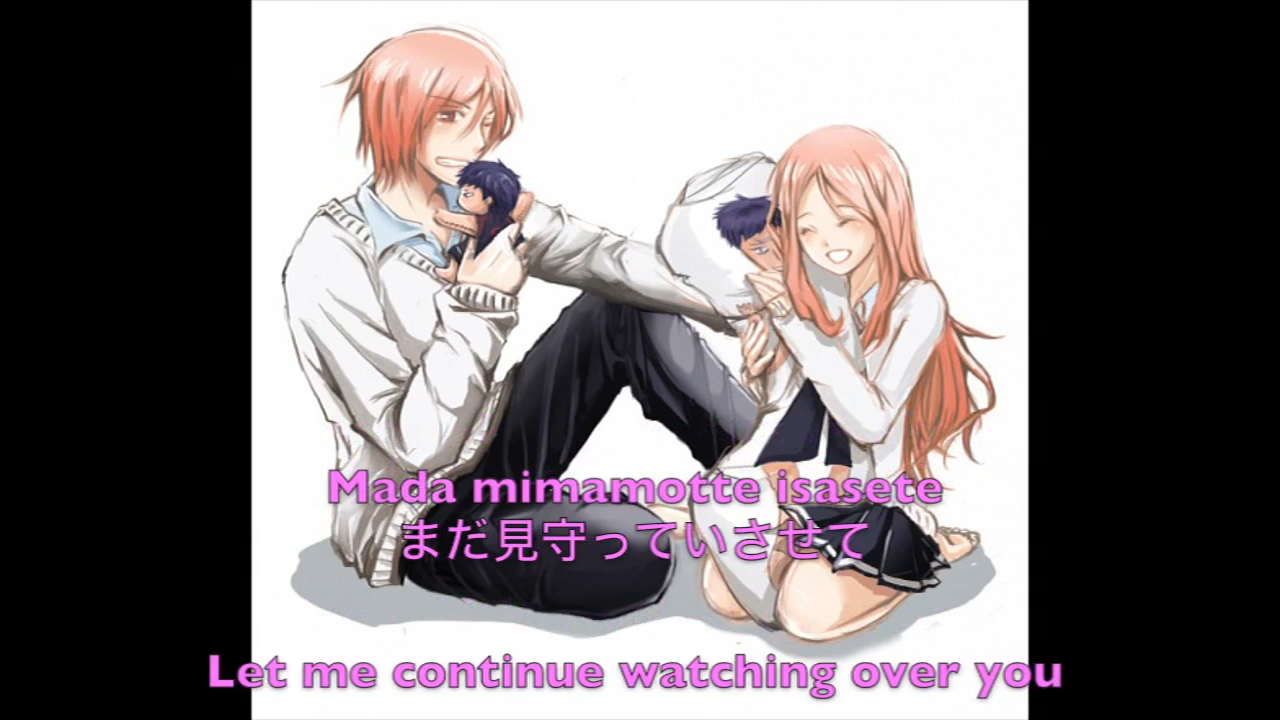 Mada mimamotte isasete
まだ見守っていさせて
Let me continue watching over you